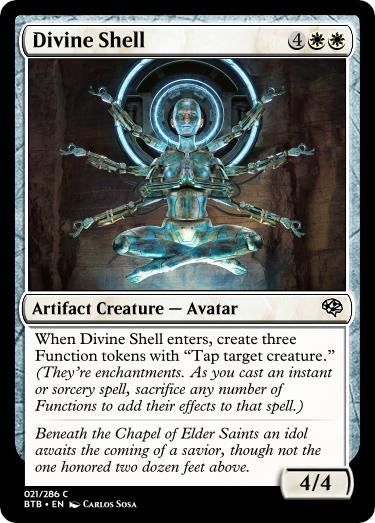 Divine Shell 4
Artifact Creature — Avatar
When Divine Shell enters, create three
Function tokens with “Tap target creature.”
(They’re enchantments. As you cast an instant
or sorcery spell, sacrifice any number of
Functions to add their effects to that spell.)
Beneath the Chapel of Elder Saints an idol
awaits the coming of a savior, though not the
one honored two dozen feet above.
4/4
021/286 C
BTB • EN Carlos Sosa